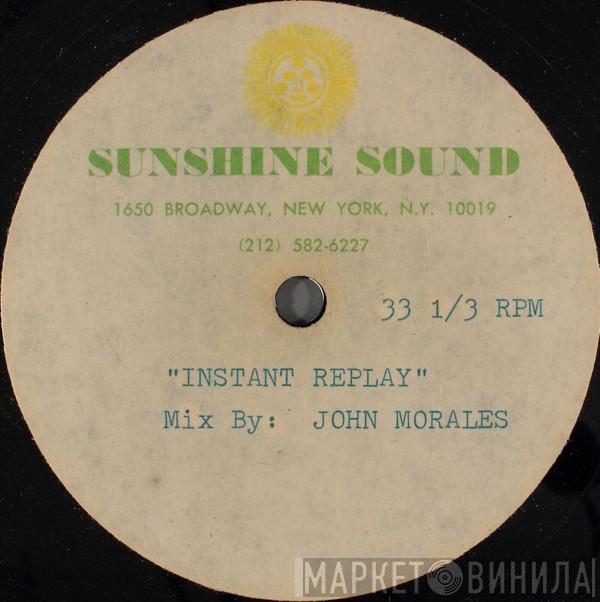 SUNSHINE SOUND
1650 BROADWAY, NEW YORK, N.Y. 10019
(212) 582-6227
33 1/3 RPM
"INSTANT REPLAY"
Mix By: JOHN MORALES
МАРКЕТ ВИНИЛА